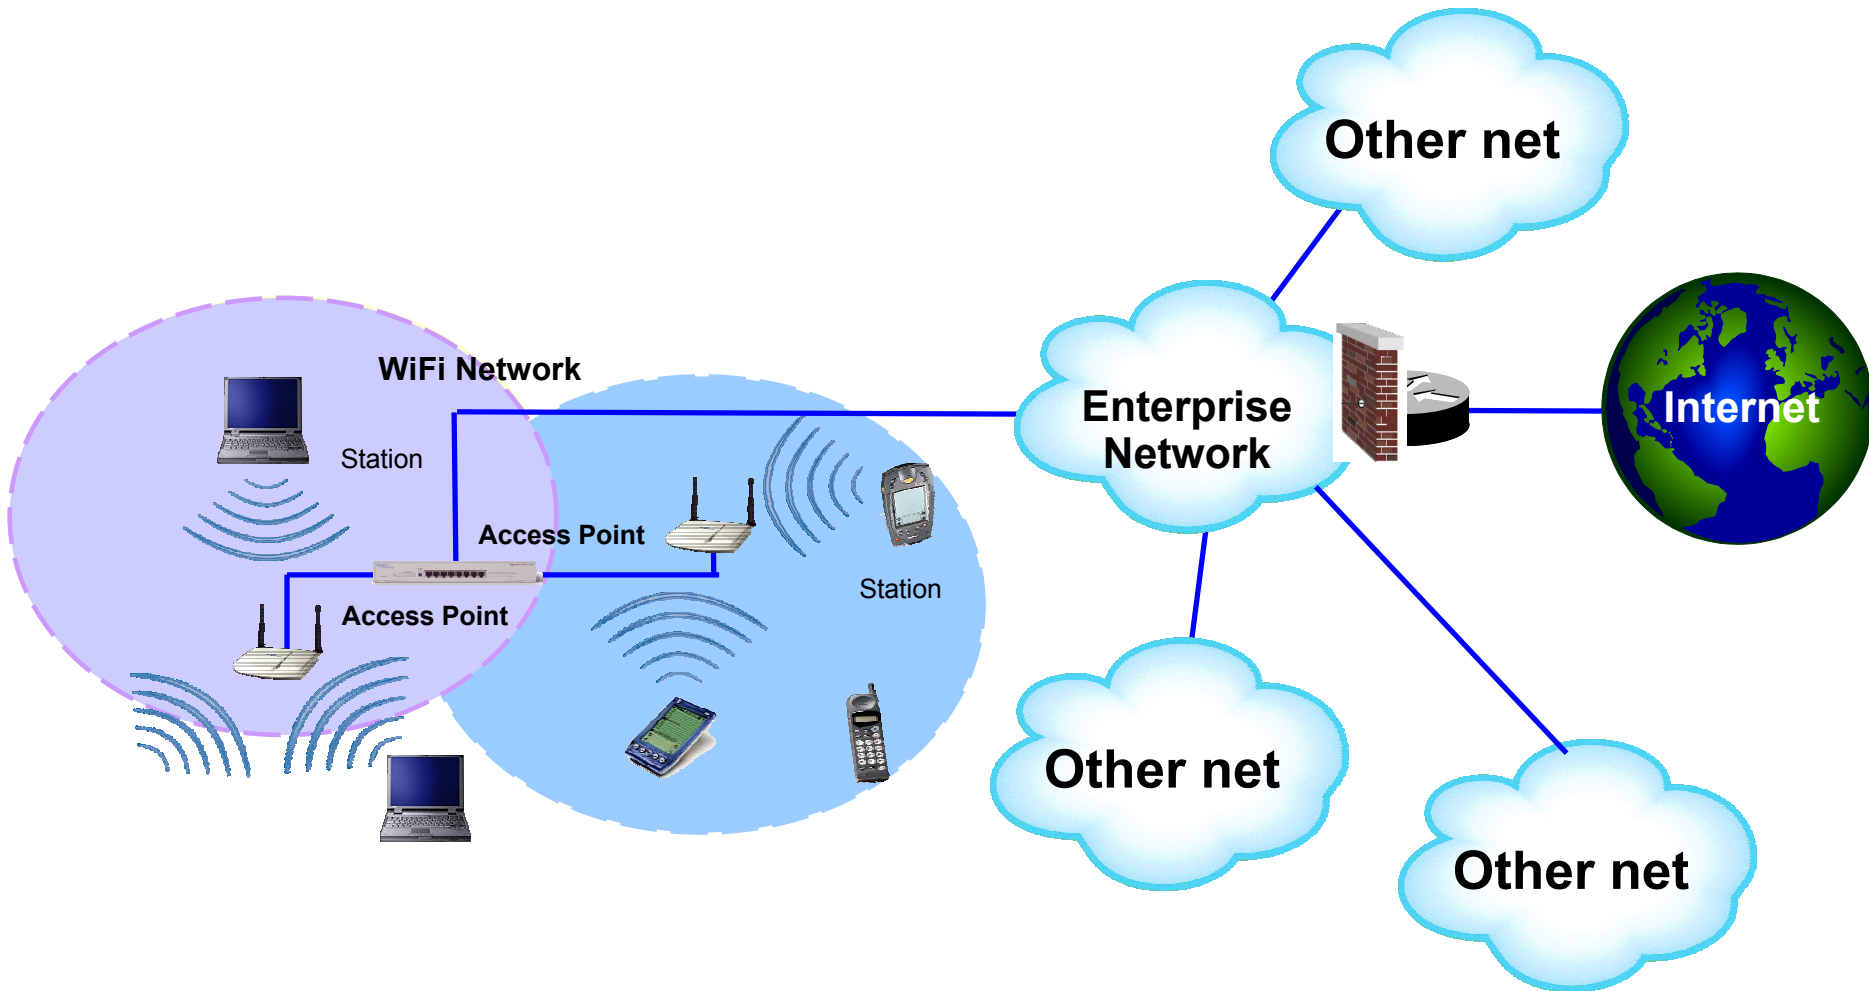 Other net
WiFi Network
Enterprise
Network
Internet
Station
Access Point
Station
Access Point
Other net
Other net